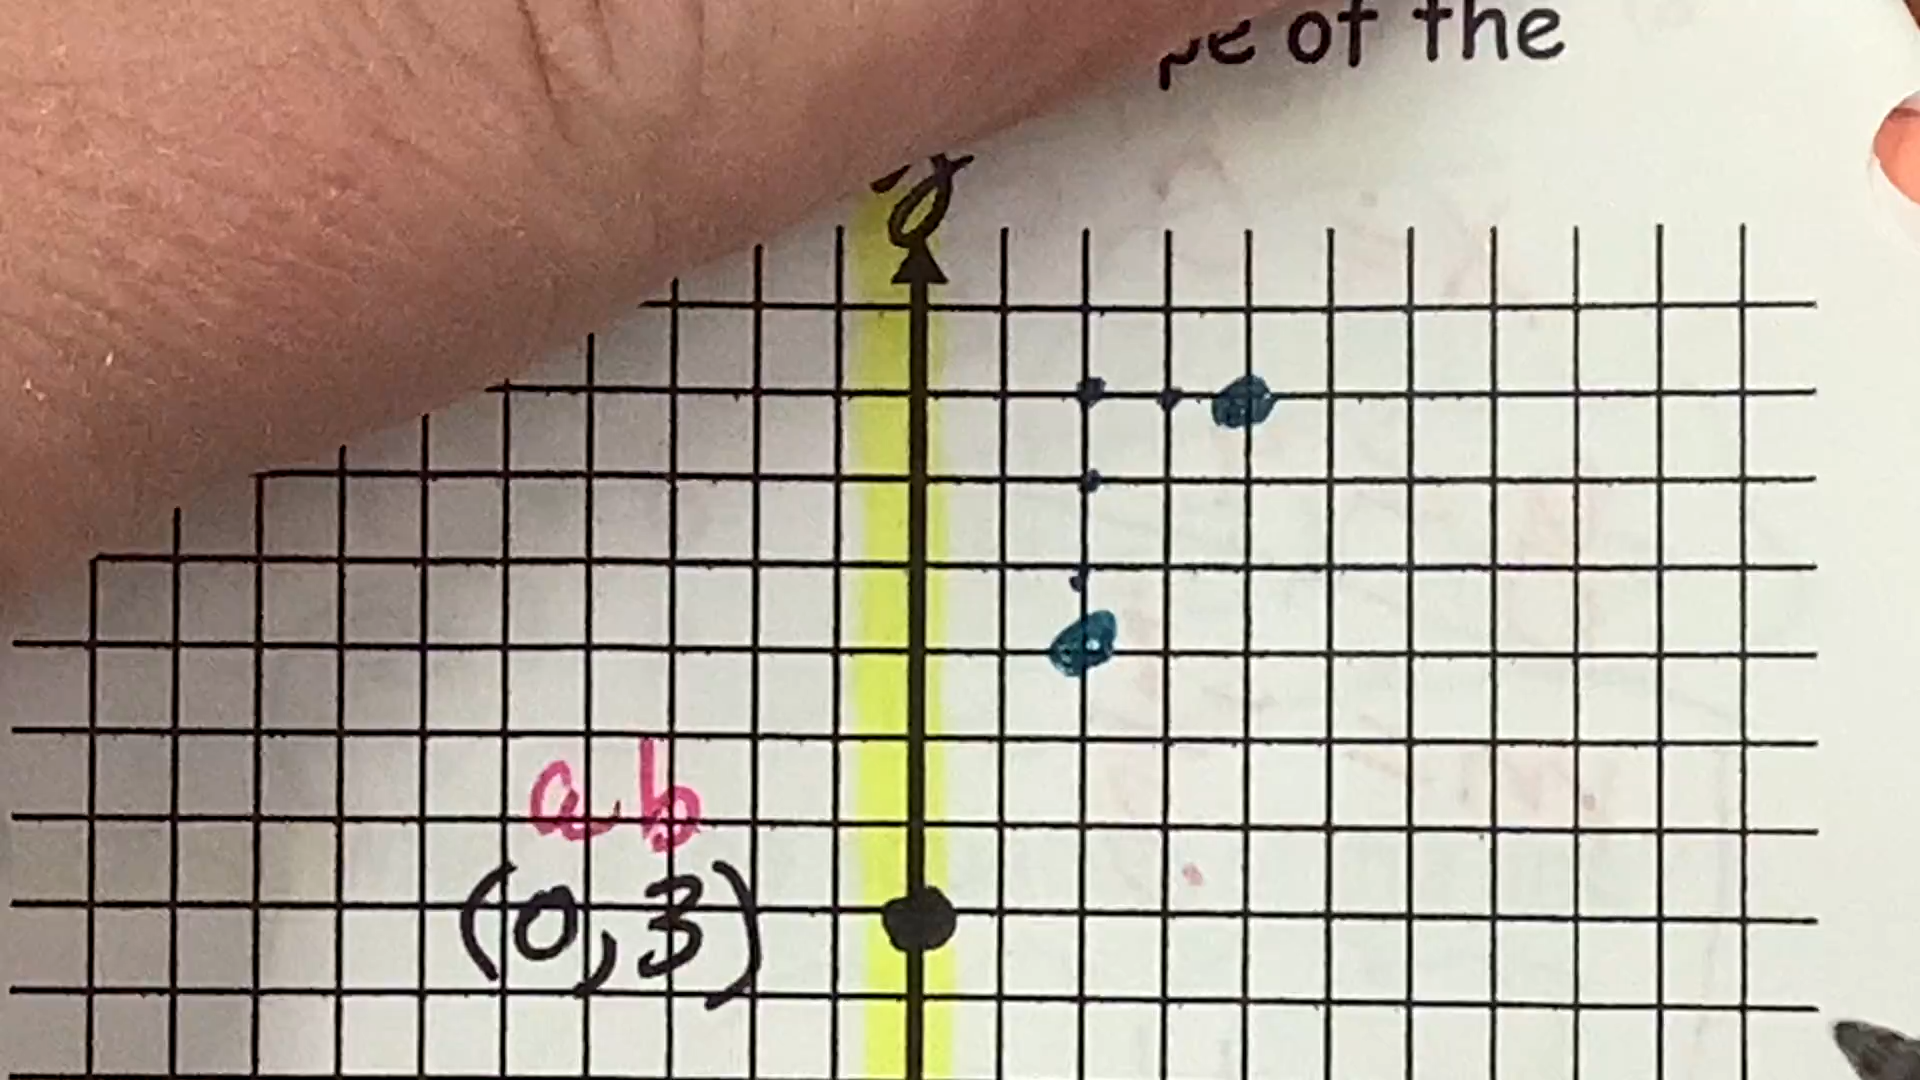 of the
y
a b
(0,3)